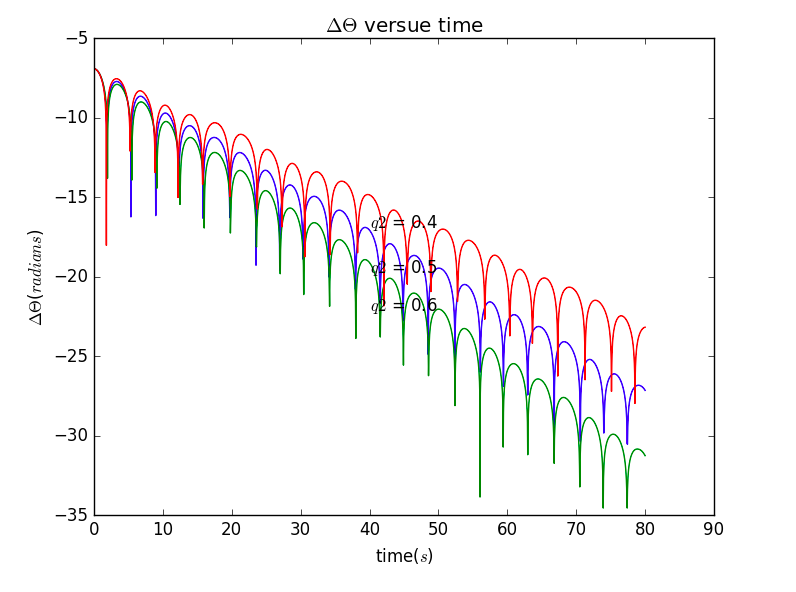 ΔΘ versue time
−5
−10
−15
−20
−25
−30
−35
ΔΘ(radians)
q2 = 0.4
q2 = 0.5
q2 = 0.6
0 10 20 30 40 50 60 70 80 90
time(s)